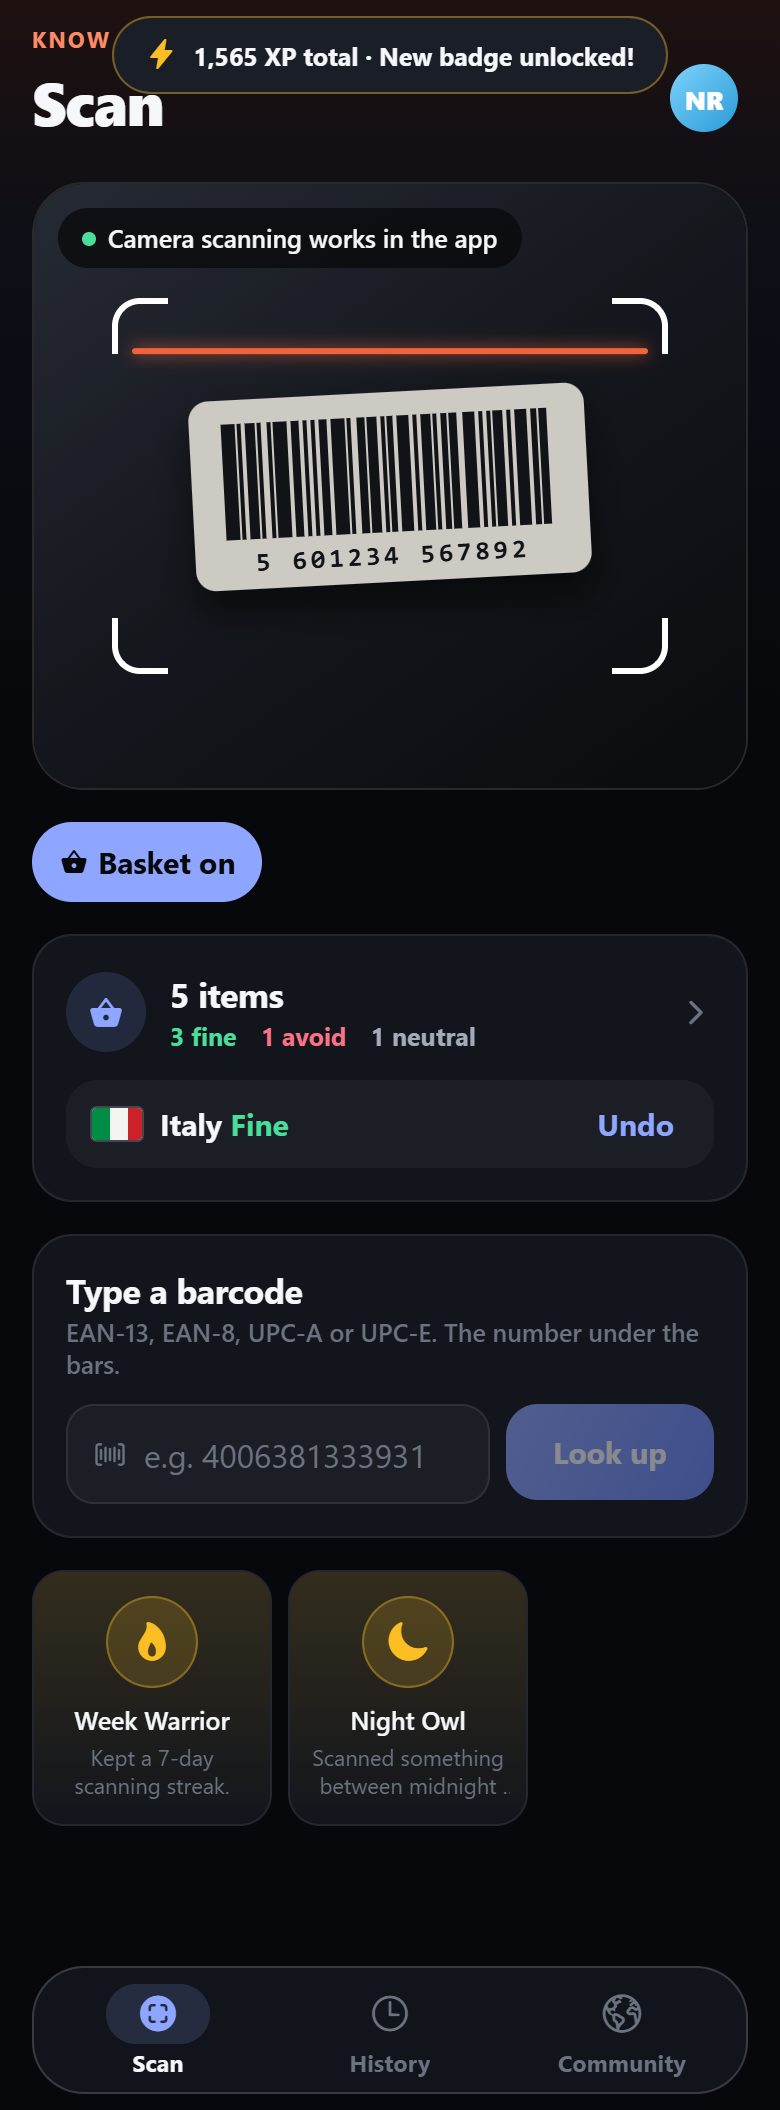 KNOW
1,565 XP total · New badge unlocked!
Scan
NR
Camera scanning works in the app
5 601234 567892
Basket on
5 items
3 fine 1 avoid 1 neutral
Italy Fine
Undo
Type a barcode
EAN-13, EAN-8, UPC-A or UPC-E. The number under the
bars.
e.g. 4006381333931
Look up
Week Warrior
Kept a 7-day
scanning streak.
Night Owl
Scanned something
between midnight ..
Scan
History
Community